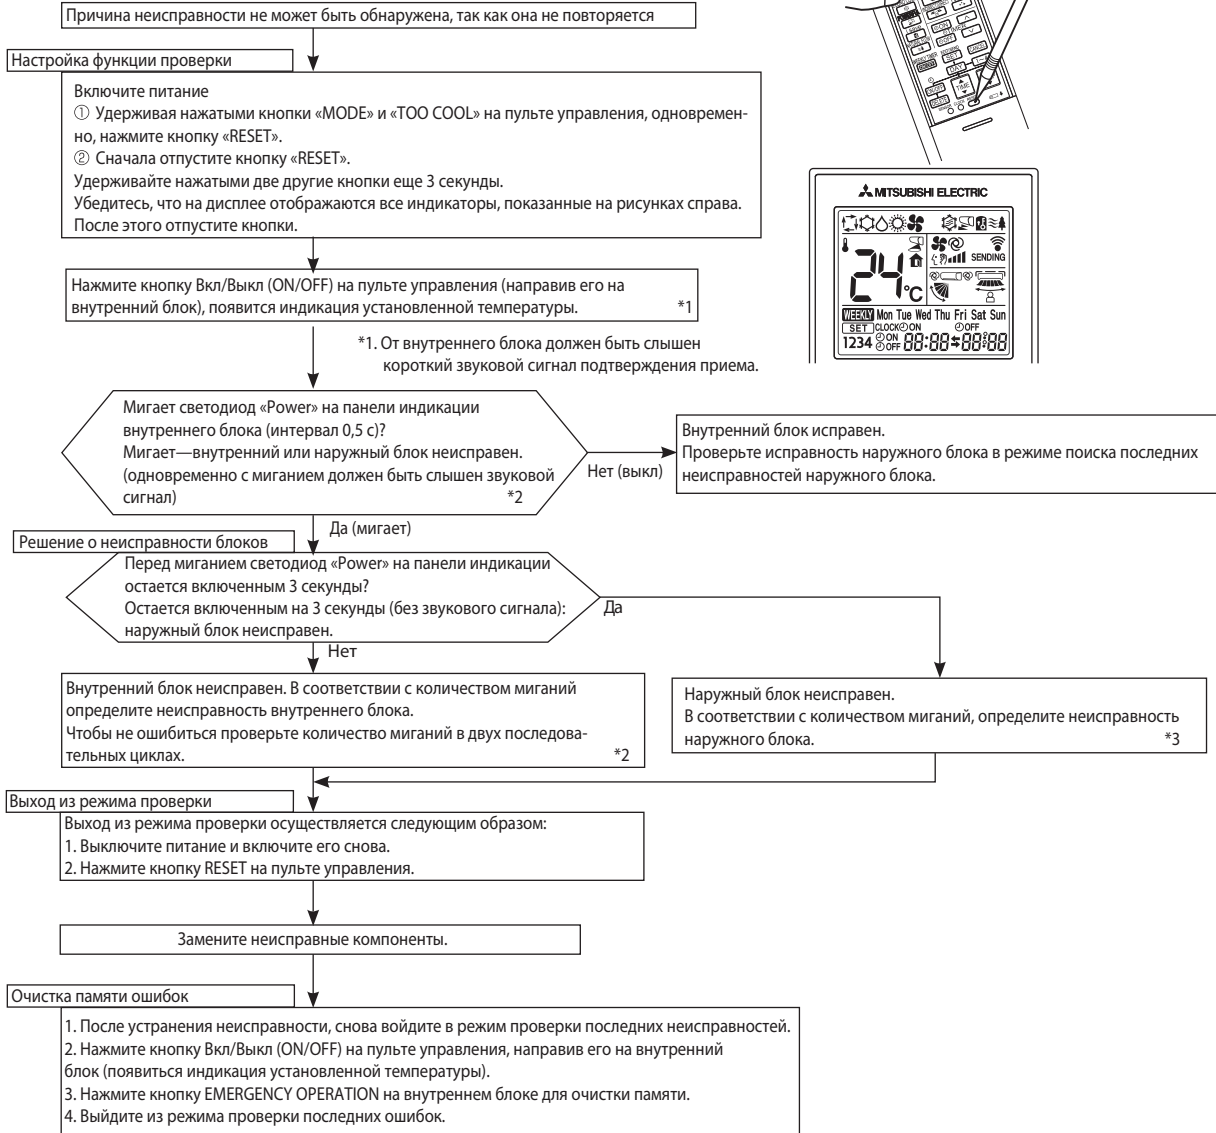 Причина неисправности не может быть обнаружена, так как она не повторяется
Настройка функции проверки
Включите питание
① Удерживая нажатыми кнопки «MODE» и «TOO COOL» на пульте управления, одновремен-
но, нажмите кнопку «RESET».
② Сначала отпустите кнопку «RESET».
Удерживайте нажатыми две другие кнопки еще 3 секунды.
Убедитесь, что на дисплее отображаются все индикаторы, показанные на рисунках справа.
После этого отпустите кнопки.
SET
DAY
TIME
MITSUBISHI ELECTRIC
SENDING
24°C
WEEKLY Mon Tue Wed Thu Fri Sat Sun
SET CLOCK ON OFF
1234 ON OFF 88:88 88:88
Нажмите кнопку Вкл/Выкл (ON/OFF) на пульте управления (направив его на
внутренний блок), появится индикация установленной температуры. *1
*1. От внутреннего блока должен быть слышен
короткий звуковой сигнал подтверждения приема.
Мигает светодиод «Power» на панели индикации
внутреннего блока (интервал 0,5 с)?
Мигает—внутренний или наружный блок неисправен.
(одновременно с миганием должен быть слышен звуковой
сигнал) *2
Нет (выкл)
Внутренний блок исправен.
Проверьте исправность наружного блока в режиме поиска последних
неисправностей наружного блока.
Да (мигает)
Решение о неисправности блоков
Перед миганием светодиод «Power» на панели индикации
остается включенным 3 секунды?
Остается включенным на 3 секунды (без звукового сигнала):
наружный блок неисправен.
Да
Нет
Внутренний блок неисправен. В соответствии с количеством миганий
определите неисправность внутреннего блока.
Чтобы не ошибиться проверьте количество миганий в двух последова-
тельных циклах. *2
Наружный блок неисправен.
В соответствии с количеством миганий, определите неисправность
наружного блока. *3
Выход из режима проверки
Выход из режима проверки осуществляется следующим образом:
1. Выключите питание и включите его снова.
2. Нажмите кнопку RESET на пульте управления.
Замените неисправные компоненты.
Очистка памяти ошибок
1. После устранения неисправности, снова войдите в режим проверки последних неисправностей.
2. Нажмите кнопку Вкл/Выкл (ON/OFF) на пульте управления, направив его на внутренний
блок (появиться индикация установленной температуры).
3. Нажмите кнопку EMERGENCY OPERATION на внутреннем блоке для очистки памяти.
4. Выйдите из режима проверки последних ошибок.